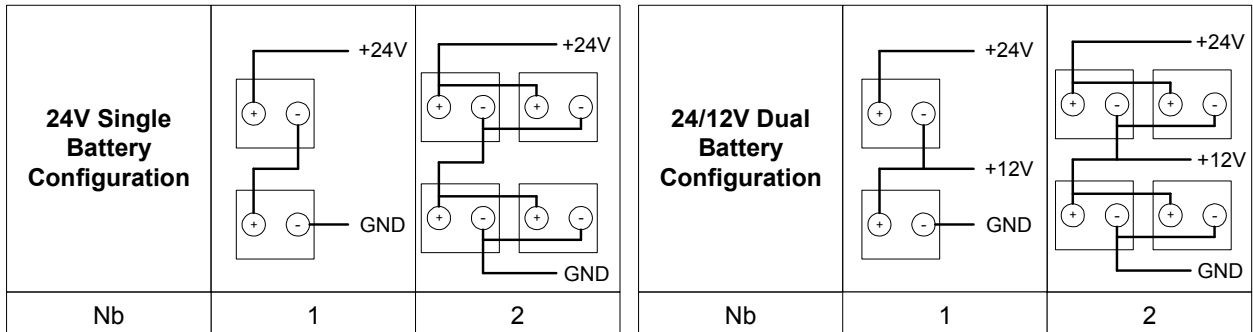 24V Single
Battery
Configuration
+24V
+ -
+ -
GND
+24V
+ - + -
+ - + -
GND
Nb 1 2
24/12V Dual
Battery
Configuration
+24V
+ -
+12V
+ -
GND
+24V
+ - + -
+12V
+ - + -
GND
Nb 1 2